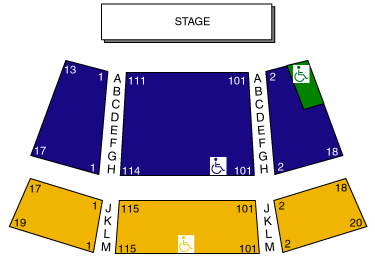 STAGE
13 1 A 111 101 A 2
B B
C C
D D
E E
F F
G G
17 1 H 114 101 H 2 18
17 1 J 115 101 J 2 18
K K
L L
19 1 M 115 101 M 2 20